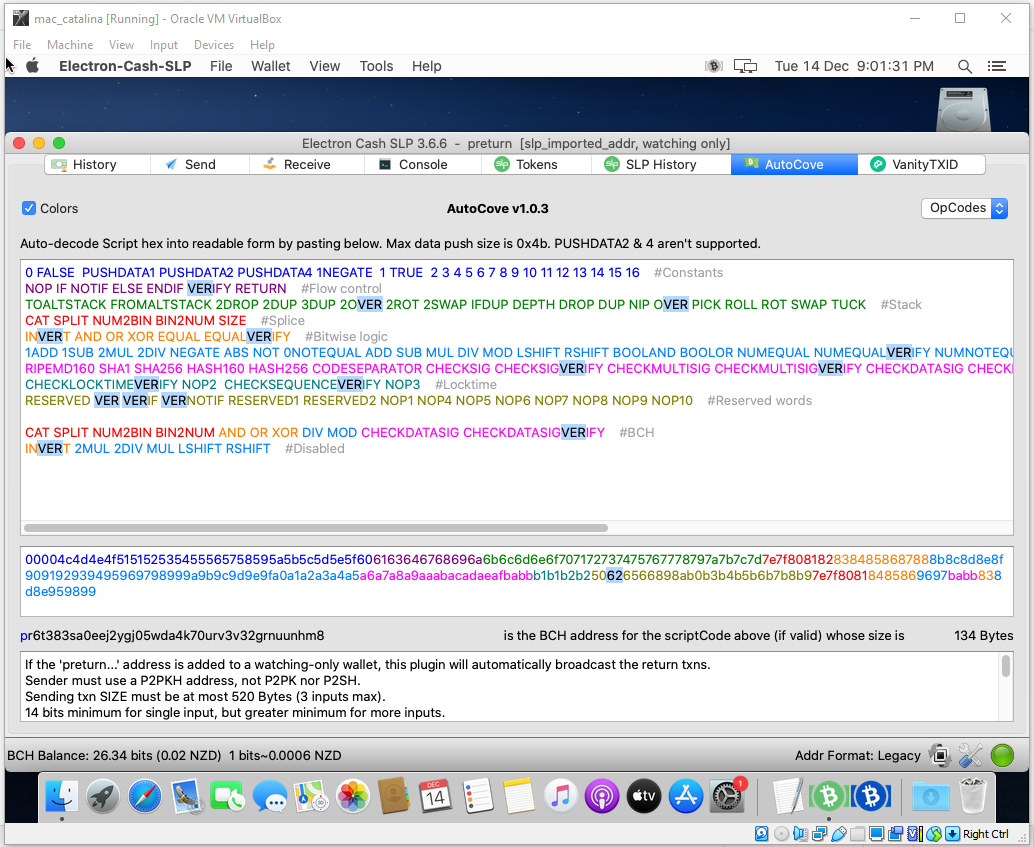 mac_catalina [Running] - Oracle VM VirtualBox
File Machine View Input Devices Help
Electron-Cash-SLP File Wallet View Tools Help Tue 14 Dec 9:01:31 PM
Electron Cash SLP 3.6.6 - preturn [slp_imported_addr, watching only]
History Send Receive Console Tokens SLP History AutoCove VanityTXID
Colors AutoCove v1.0.3 OpCodes
Auto-decode Script hex into readable form by pasting below. Max data push size is 0x4b. PUSHDATA2 & 4 aren't supported.
0 FALSE PUSHDATA1 PUSHDATA2 PUSHDATA4 1NEGATE 1 TRUE 2 3 4 5 6 7 8 9 10 11 12 13 14 15 16 #Constants
NOP IF NOTIF ELSE ENDIF VERIFY RETURN #Flow control
TOALTSTACK FROMALTSTACK 2DROP 2DUP 3DUP 2OVER 2ROT 2SWAP IFDUP DEPTH DROP DUP NIP OVER PICK ROLL ROT SWAP TUCK #Stack
CAT SPLIT NUM2BIN BIN2NUM SIZE #Splice
INVERT AND OR XOR EQUAL EQUALVERIFY #Bitwise logic
1ADD 1SUB 2MUL 2DIV NEGATE ABS NOT 0NOTEQUAL ADD SUB MUL DIV MOD LSHIFT RSHIFT BOOLAND BOOLOR NUMEQUAL NUMEQUALVERIFY NUMNOTEQU
RIPEMD160 SHA1 SHA256 HASH160 HASH256 CODESEPARATOR CHECKSIG CHECKSIGVERIFY CHECKMULTISIG CHECKMULTISIGVERIFY CHECKDATASIG CHECK
CHECKLOCKTIMEVERIFY NOP2 CHECKSEQUENCEVERIFY NOP3 #Locktime
RESERVED VER VERIF VERNOTIF RESERVED1 RESERVED2 NOP1 NOP4 NOP5 NOP6 NOP7 NOP8 NOP9 NOP10 #Reserved words
CAT SPLIT NUM2BIN BIN2NUM AND OR XOR DIV MOD CHECKDATASIG CHECKDATASIGVERIFY #BCH
INVERT 2MUL 2DIV MUL LSHIFT RSHIFT #Disabled
00004c4d4e4f515152535455565758595a5b5c5d5e5f606163646768696a6b6c6d6e6f707172737475767778797a7b7c7d7e7f80818283848586878 88b8c8d8e8f
909192939495969798999a9b9c9d9e9fa0a1a2a3a4a5a6a7a8a9aaabacadaeafbabbb1b1b2b25062656689 8ab0b3b4b5b6b7b8b97e7f80818485869697babb838
d8e959899
pr6t383sa0eej2ygj05wda4k70urv3v32grnuunhm8 is the BCH address for the scriptCode above (if valid) whose size is 134 Bytes
If the 'preturn...' address is added to a watching-only wallet, this plugin will automatically broadcast the return txns.
Sender must use a P2PKH address, not P2PK nor P2SH.
Sending txn SIZE must be at most 520 Bytes (3 inputs max).
14 bits minimum for single input, but greater minimum for more inputs.
BCH Balance: 26.34 bits (0.02 NZD) 1 bits~0.0006 NZD Addr Format: Legacy
DEC
14
tv
1
Right Ctrl